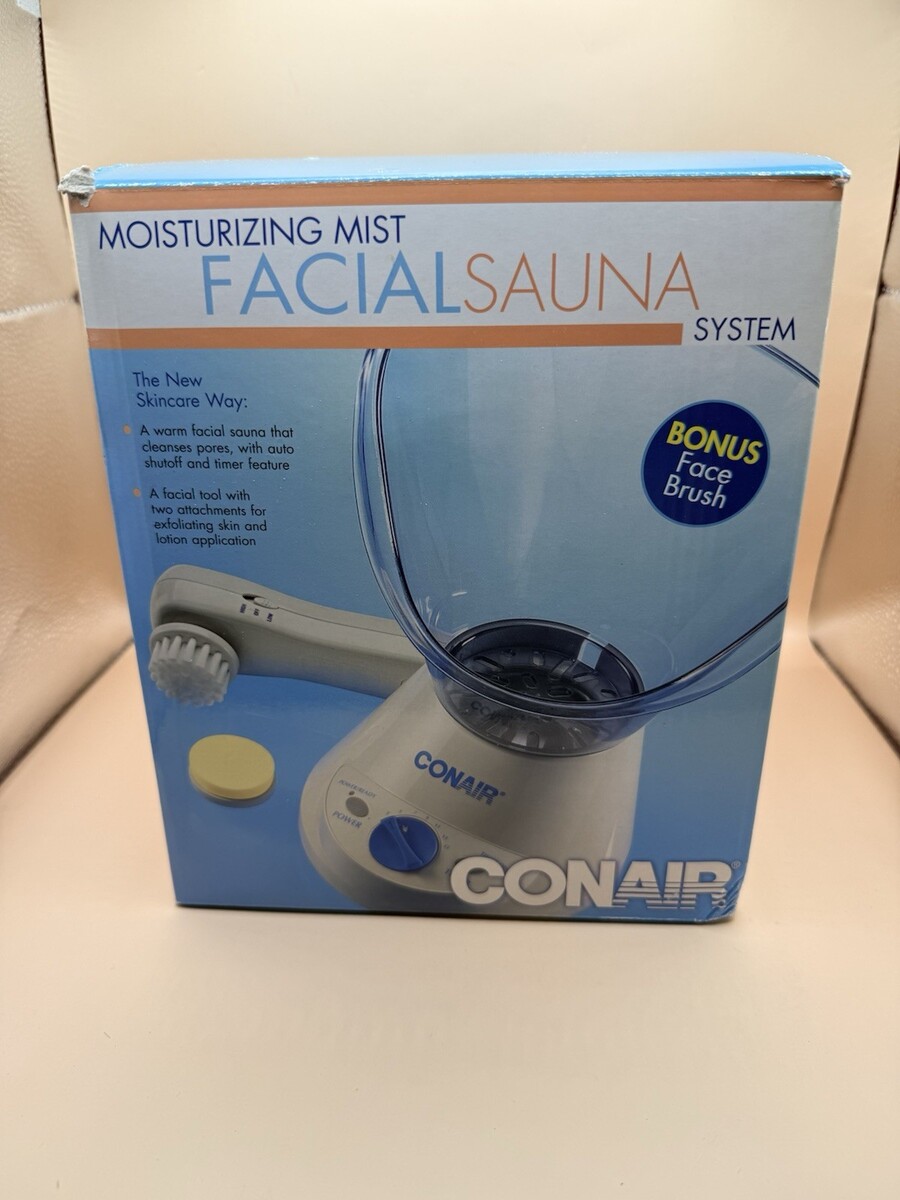 MOISTURIZING MIST
FACIALSAUNA
SYSTEM
The New
Skincare Way:
• A warm facial sauna that
cleanses pores, with auto
shutoff and timer feature
• A facial tool with
two attachments for
exfoliating skin and
lotion application
BONUS
Face
Brush
CONAIR®
POWER
CONAIR®